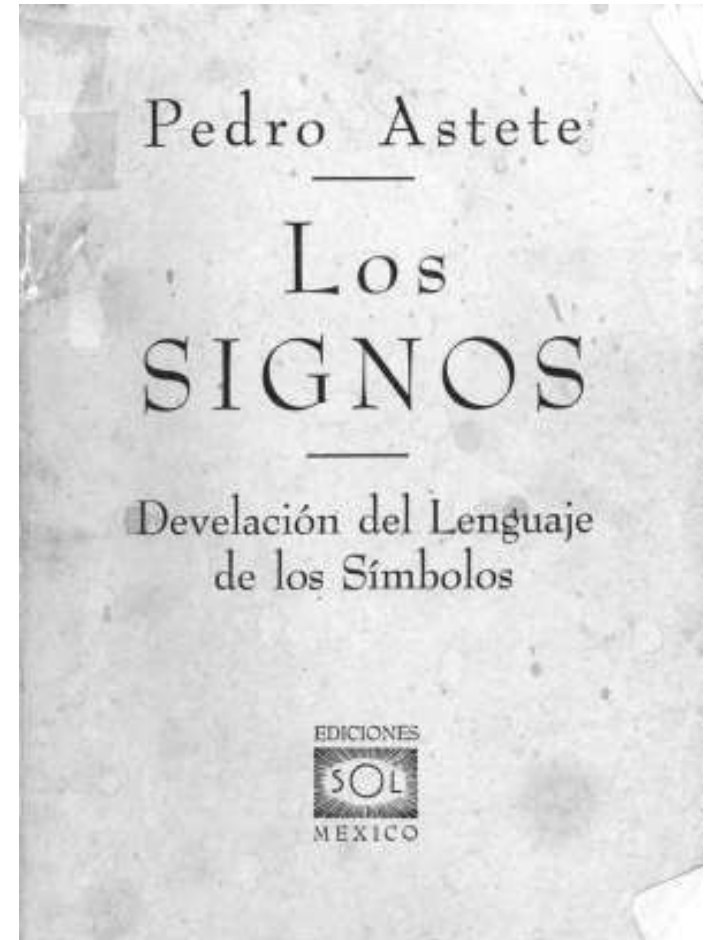 Pedro Astete
Los
SIGNOS
Develación del Lenguaje
de los Símbolos
EDICIONES
SOL
MEXICO